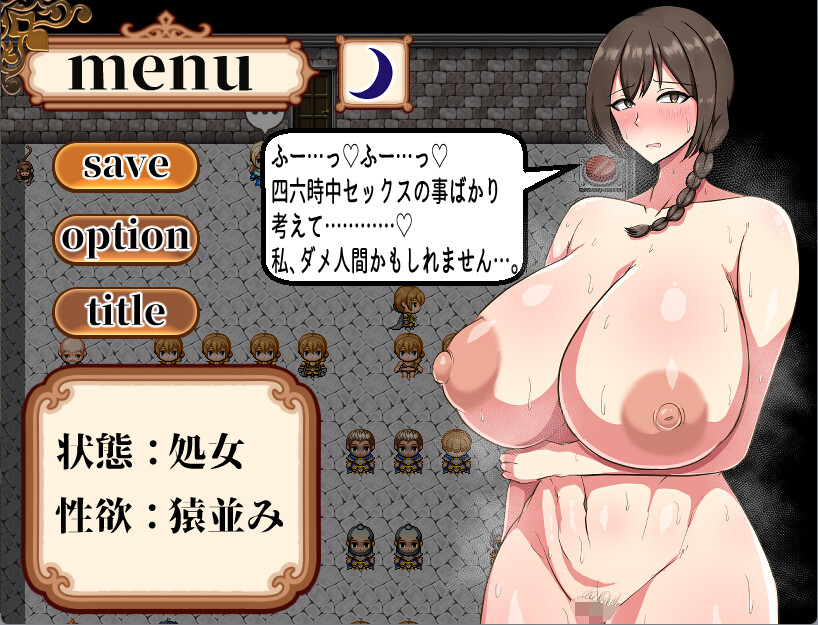 menu
save
option
title
ふー…っ♡ふー…っ♡
四六時中セックスの事ばかり
考えて…………♡
私、ダメ人間かもしれません…。
状態：処女
性欲：猿並み